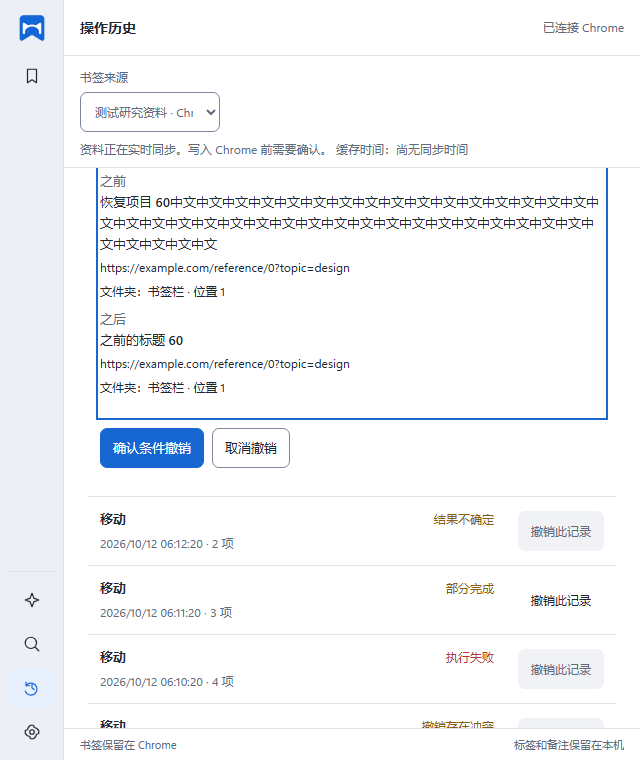 操作历史
已连接 Chrome
书签来源
测试研究资料 · Chr
资料正在实时同步。写入 Chrome 前需要确认。 缓存时间：尚无同步时间
之前
恢复项目 60中文中文中文中文中文中文中文中文中文中文中文中文中文中文中文中文中
文中文中文中文中文中文中文中文中文中文中文中文中文中文中文中文中文中文中
文中文中文中文中文
https://example.com/reference/0?topic=design
文件夹：书签栏 · 位置 1
之后
之前的标题 60
https://example.com/reference/0?topic=design
文件夹：书签栏 · 位置 1
确认条件撤销 取消撤销
移动
结果不确定
撤销此记录
2026/10/12 06:12:20 · 2 项
移动
部分完成
撤销此记录
2026/10/12 06:11:20 · 3 项
移动
执行失败
撤销此记录
2026/10/12 06:10:20 · 4 项
移动
撤销存在冲突
书签保留在 Chrome
标签和备注保留在本机